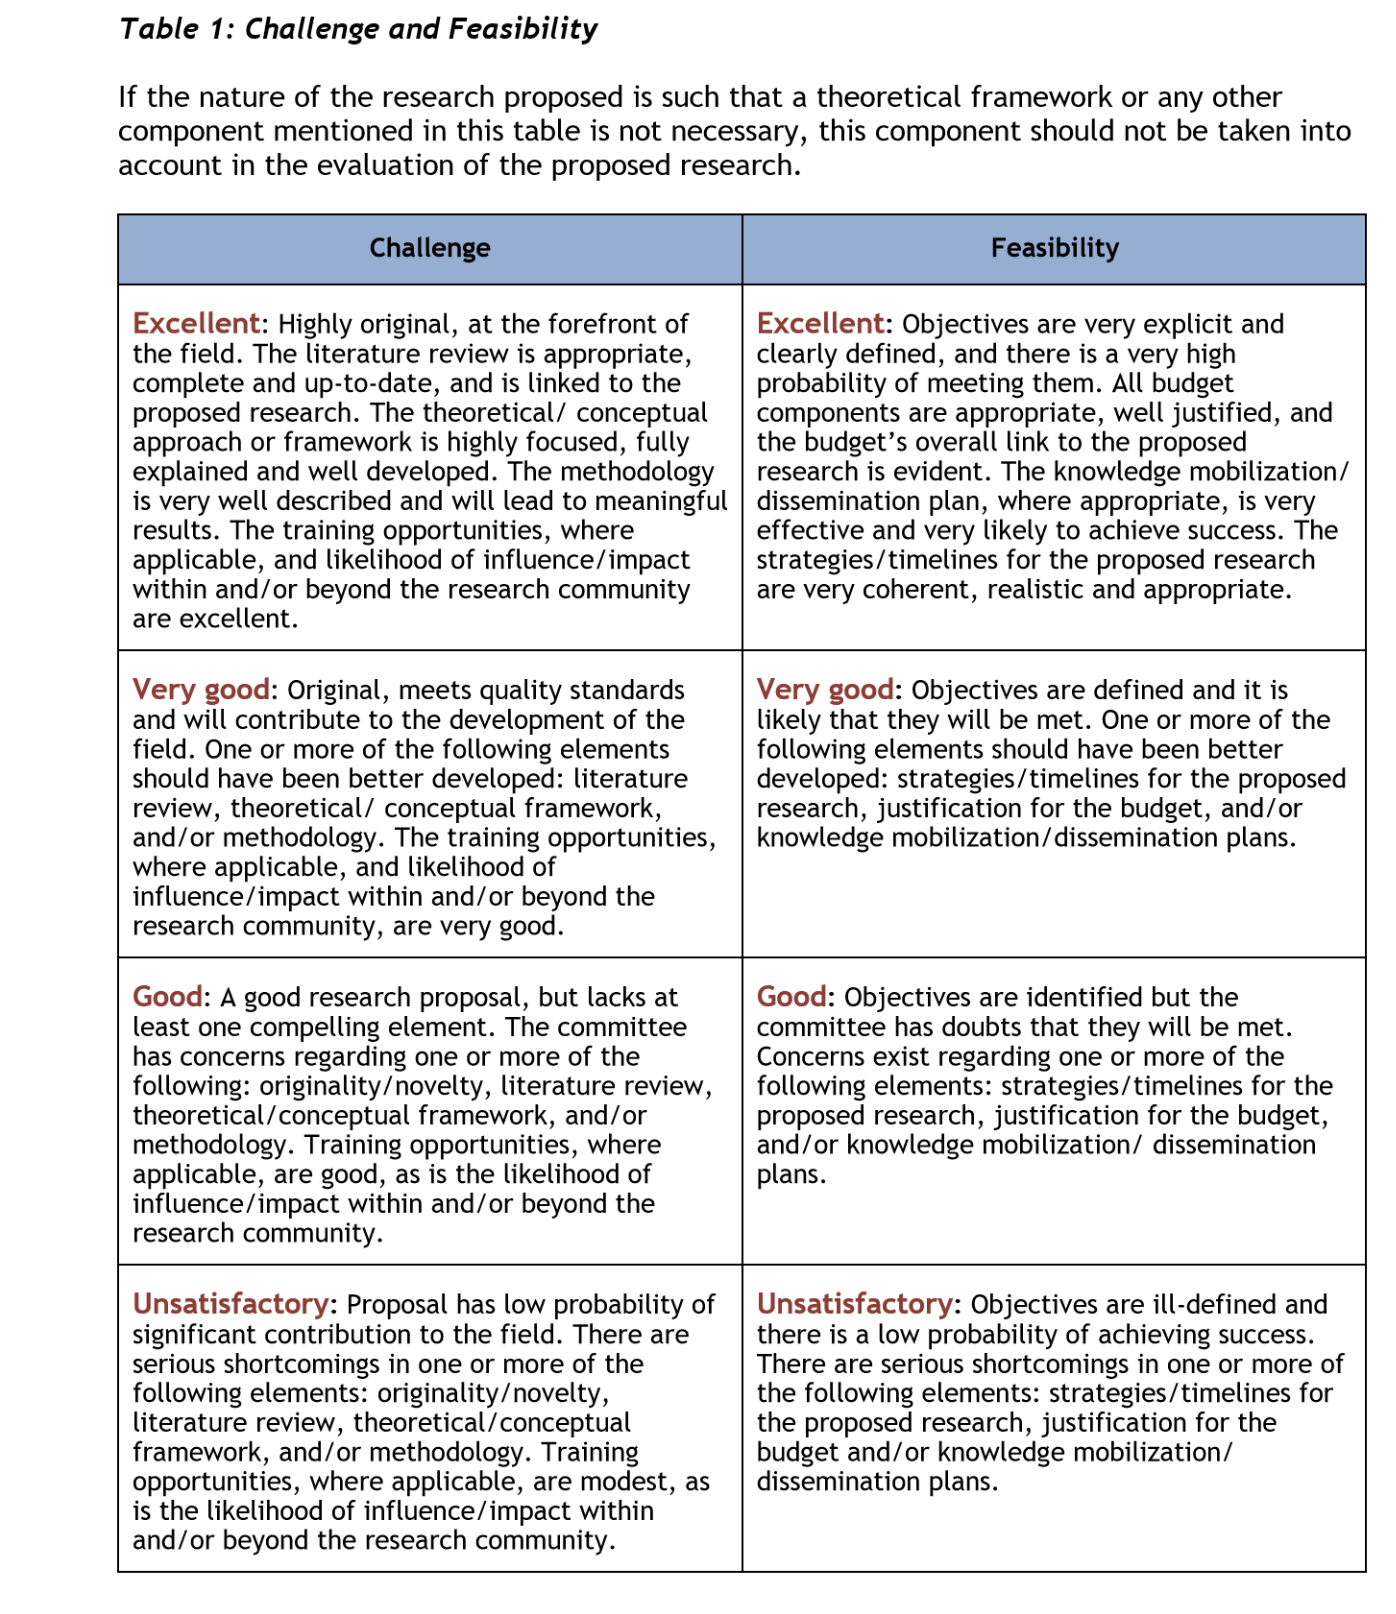 Table 1: Challenge and Feasibility
If the nature of the research proposed is such that a theoretical framework or any other
component mentioned in this table is not necessary, this component should not be taken into
account in the evaluation of the proposed research.
Challenge
Feasibility
Excellent: Highly original, at the forefront of
the field. The literature review is appropriate,
complete and up-to-date, and is linked to the
proposed research. The theoretical/ conceptual
approach or framework is highly focused, fully
explained and well developed. The methodology
is very well described and will lead to meaningful
results. The training opportunities, where
applicable, and likelihood of influence/impact
within and/or beyond the research community
are excellent.
Excellent: Objectives are very explicit and
clearly defined, and there is a very high
probability of meeting them. All budget
components are appropriate, well justified, and
the budget’s overall link to the proposed
research is evident. The knowledge mobilization/
dissemination plan, where appropriate, is very
effective and very likely to achieve success. The
strategies/timelines for the proposed research
are very coherent, realistic and appropriate.
Very good: Original, meets quality standards
and will contribute to the development of the
field. One or more of the following elements
should have been better developed: literature
review, theoretical/ conceptual framework,
and/or methodology. The training opportunities,
where applicable, and likelihood of
influence/impact within and/or beyond the
research community, are very good.
Very good: Objectives are defined and it is
likely that they will be met. One or more of the
following elements should have been better
developed: strategies/timelines for the proposed
research, justification for the budget, and/or
knowledge mobilization/dissemination plans.
Good: A good research proposal, but lacks at
least one compelling element. The committee
has concerns regarding one or more of the
following: originality/novelty, literature review,
theoretical/conceptual framework, and/or
methodology. Training opportunities, where
applicable, are good, as is the likelihood of
influence/impact within and/or beyond the
research community.
Good: Objectives are identified but the
committee has doubts that they will be met.
Concerns exist regarding one or more of the
following elements: strategies/timelines for the
proposed research, justification for the budget,
and/or knowledge mobilization/ dissemination
plans.
Unsatisfactory: Proposal has low probability of
significant contribution to the field. There are
serious shortcomings in one or more of the
following elements: originality/novelty,
literature review, theoretical/conceptual
framework, and/or methodology. Training
opportunities, where applicable, are modest, as
is the likelihood of influence/impact within
and/or beyond the research community.
Unsatisfactory: Objectives are ill-defined and
there is a low probability of achieving success.
There are serious shortcomings in one or more of
the following elements: strategies/timelines for
the proposed research, justification for the
budget and/or knowledge mobilization/
dissemination plans.